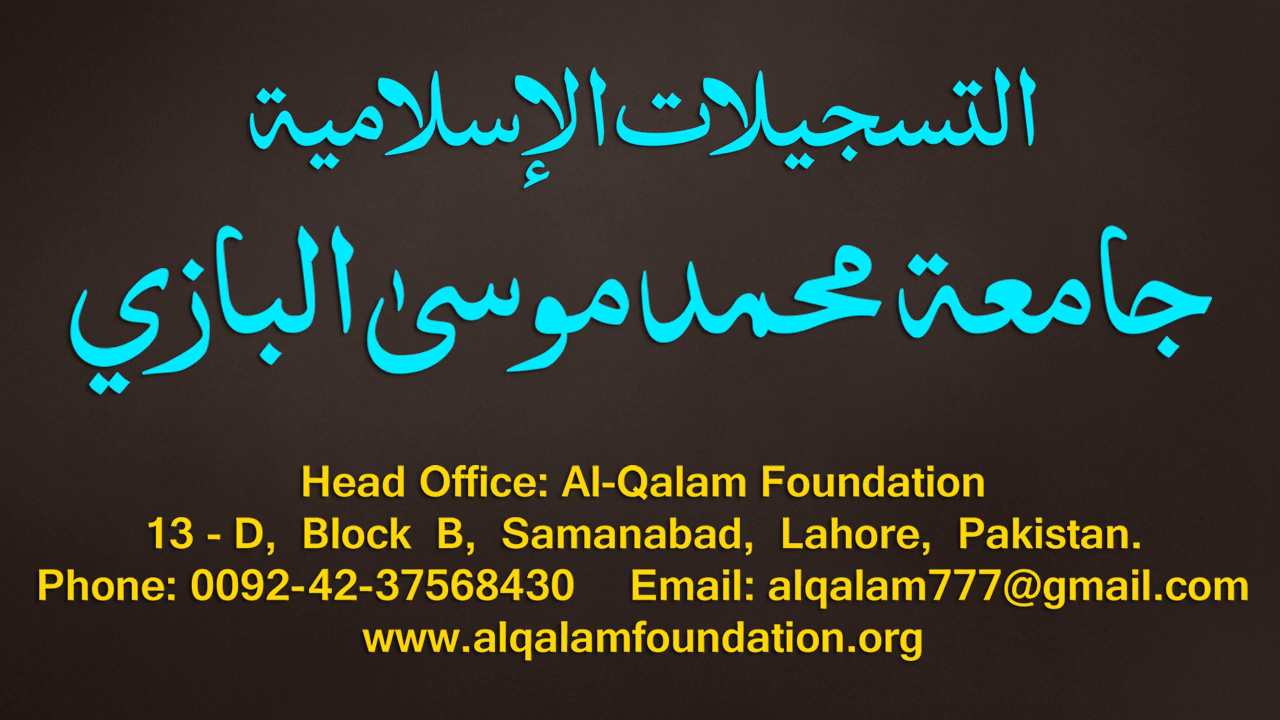 التسجيلات الإسلامية
جامعة محمد موسىٰ البازي
Head Office: Al-Qalam Foundation
13 - D, Block B, Samanabad, Lahore, Pakistan.
Phone: 0092-42-37568430 Email: alqalam777@gmail.com
www.alqalamfoundation.org